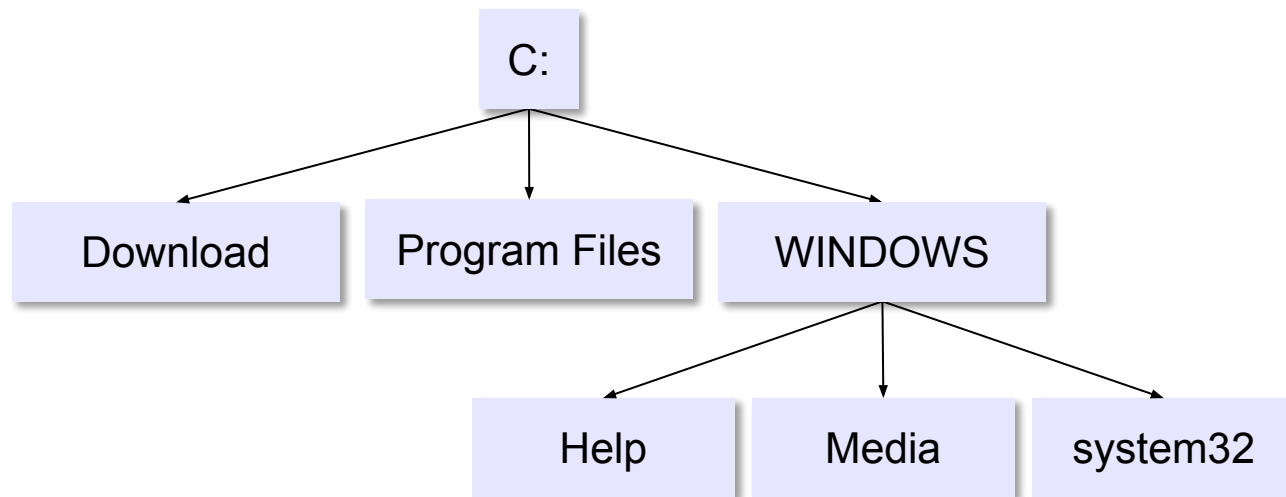 C:
Download
Program Files
WINDOWS
Help
Media
system32